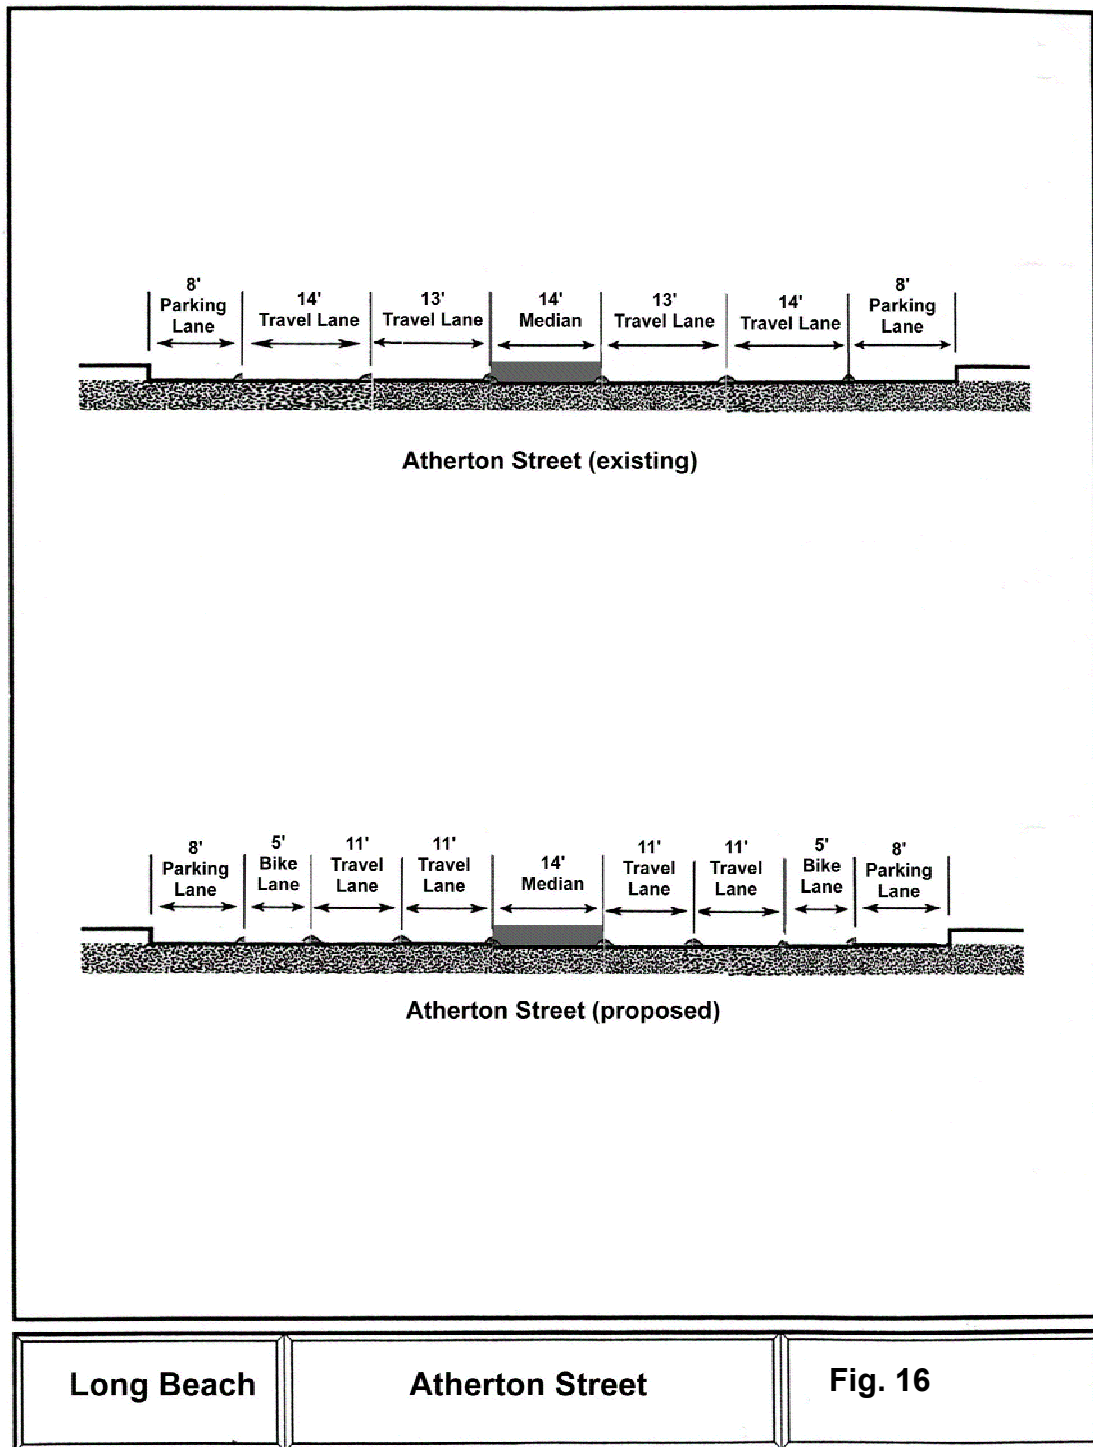 8'
Parking
Lane
14'
Travel Lane
13'
Travel Lane
14'
Median
13'
Travel Lane
14'
Travel Lane
8'
Parking
Lane
Atherton Street (existing)
8'
Parking
Lane
5'
Bike
Lane
11'
Travel
Lane
11'
Travel
Lane
14'
Median
11'
Travel
Lane
11'
Travel
Lane
5'
Bike
Lane
8'
Parking
Lane
Atherton Street (proposed)
Long Beach
Atherton Street
Fig. 16